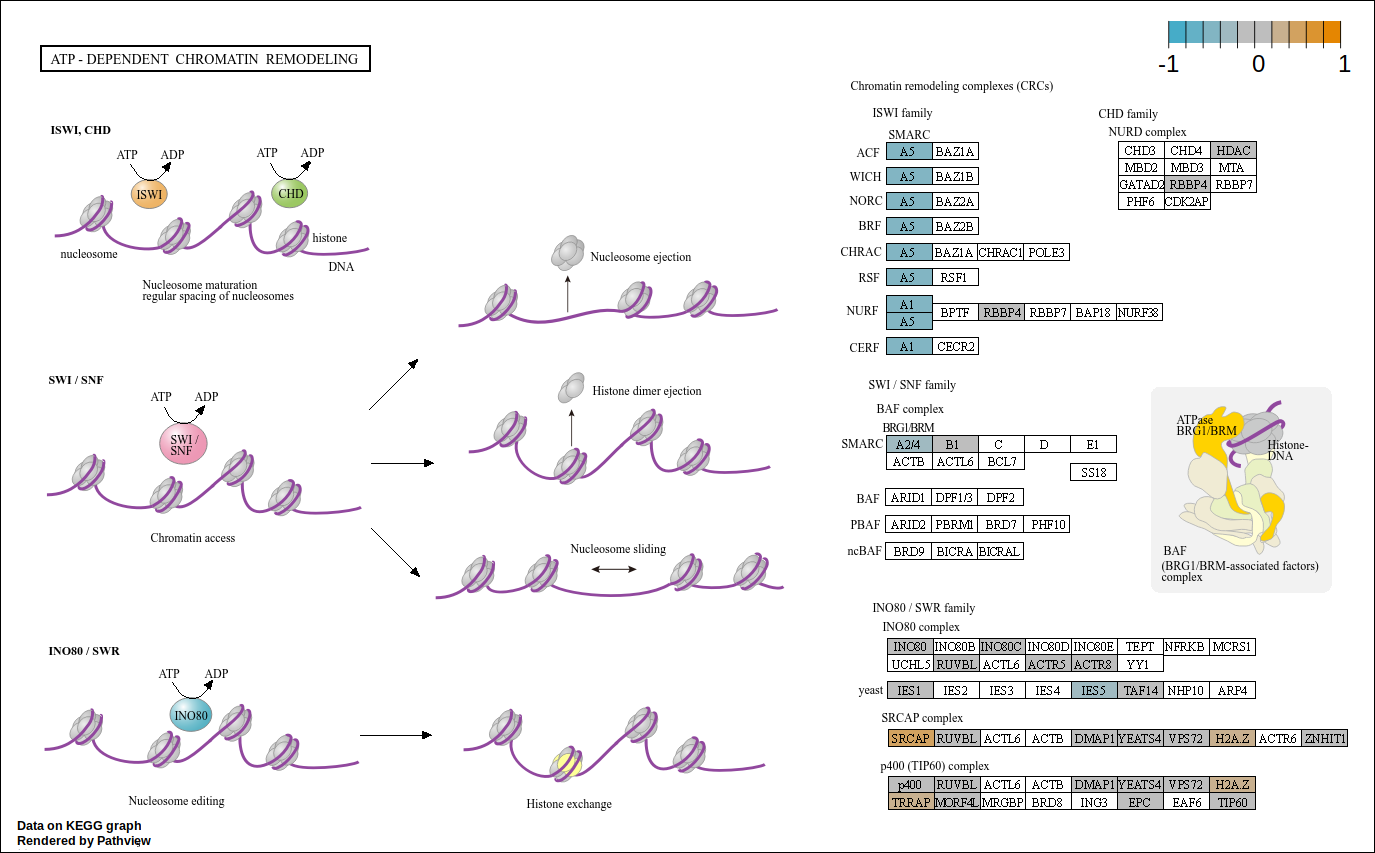 ATP - DEPENDENT CHROMATIN REMODELING
-1 0 1
ISWI, CHD
ATP ADP
ISWI
ATP ADP
CHD
nucleosome
histone
DNA
Nucleosome maturation
regular spacing of nucleosomes
SWI / SNF
ATP ADP
SWI /
SNF
Chromatin access
INO80 / SWR
ATP ADP
INO80
Nucleosome editing
Nucleosome ejection
Histone dimer ejection
Nucleosome sliding
Histone exchange
Chromatin remodeling complexes (CRCs)
ISWI family
SMARC
ACF A5 BAZ1A
WICH A5 BAZ1B
NORC A5 BAZ2A
BRF A5 BAZ2B
CHRAC A5 BAZ1A CHRAC1 POLE3
RSF A5 RSF1
NURF A1 A5 BPTF RBBP4 RBBP7 BAP18 NURF38
CERF A1 CECR2
CHD family
NURD complex
CHD3 CHD4 HDAC
MBD2 MBD3 MTA
GATAD2 RBBP4 RBBP7
PHF6 CDK2AP
SWI / SNF family
BAF complex
BRG1/BRM
SMARC A2/4 B1 C D E1
ACTB ACTL6 BCL7
SS18
BAF ARID1 DPF1/3 DPF2
PBAF ARID2 PBRM1 BRD7 PHF10
ncBAF BRD9 BICRA BICRAL
ATPase
BRG1/BRM
Histone-
DNA
BAF
(BRG1/BRM-associated factors)
complex
INO80 / SWR family
INO80 complex
INO80 INO80B INO80C INO80D INO80E TEPT NFRKB MCRS1
UCHL5 RUVBL ACTL6 ACTR5 ACTR8 YY1
yeast IES1 IES2 IES3 IES4 IES5 TAF14 NHP10 ARP4
SRCAP complex
SRCAP RUVBL ACTL6 ACTB DMAP1 YEATS4 VPS72 H2A.Z ACTR6 ZNHIT1
p400 (TIP60) complex
p400 RUVBL ACTL6 ACTB DMAP1 YEATS4 VPS72 H2A.Z
TRRAP MORF4L MRGBP BRD8 ING3 EPC EAF6 TIP60
Data on KEGG graph
Rendered by Pathview